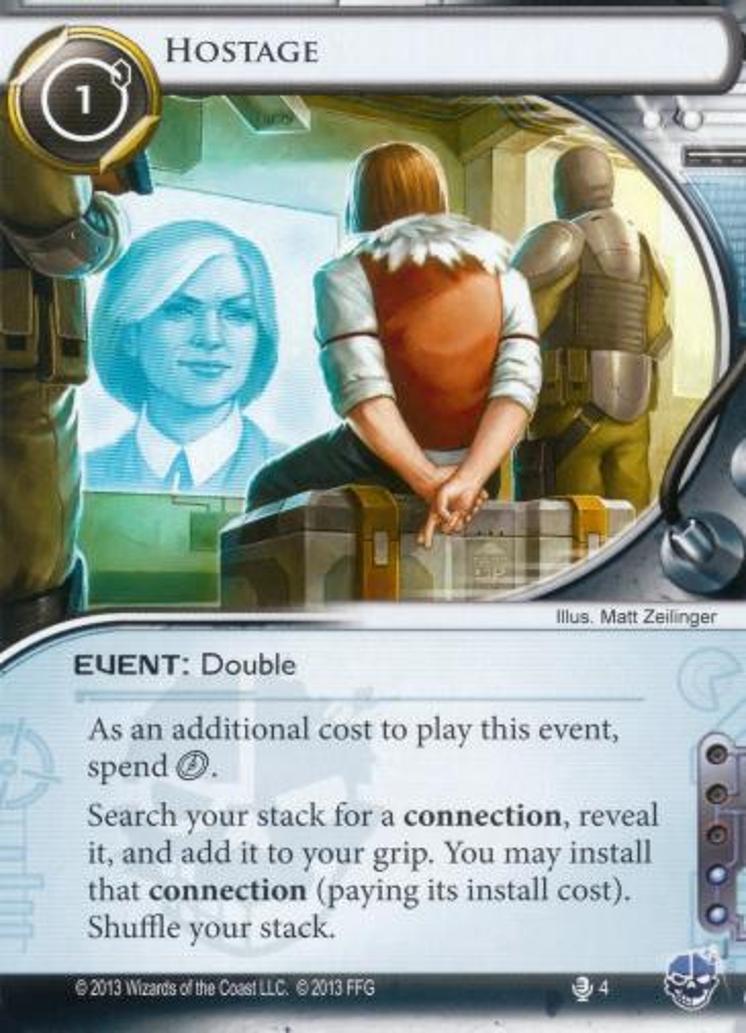 1
HOSTAGE
Illus. Matt Zeilinger
EVENT: Double
As an additional cost to play this event,
spend .
Search your stack for a connection, reveal
it, and add it to your grip. You may install
that connection (paying its install cost).
Shuffle your stack.
© 2013 Wizards of the Coast LLC. © 2013 FFG
4